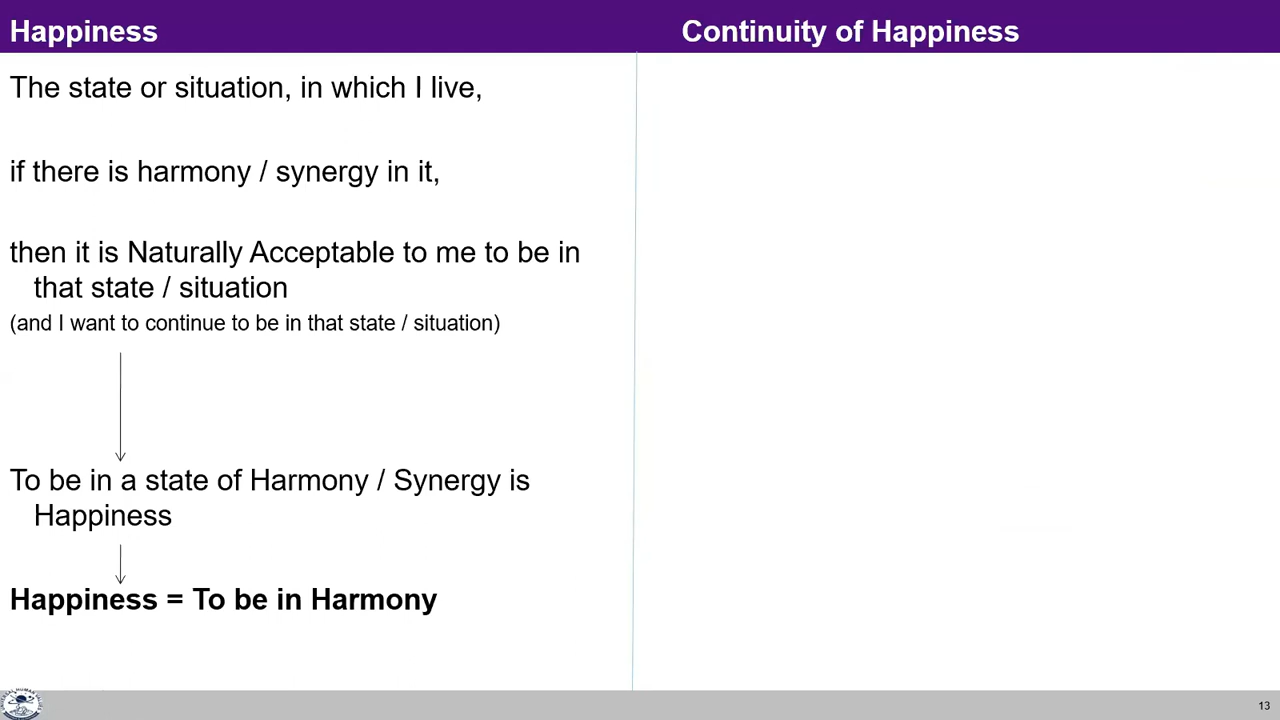 Happiness
Continuity of Happiness
The state or situation, in which I live,
if there is harmony / synergy in it,
then it is Naturally Acceptable to me to be in
that state / situation
(and I want to continue to be in that state / situation)
To be in a state of Harmony / Synergy is
Happiness
Happiness = To be in Harmony
13